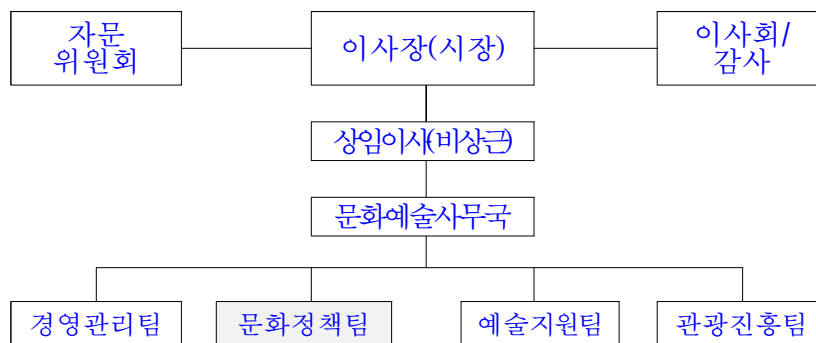 자문
위원회
이사장(시장)
이사회/
감사
상임이사(비상근)
문화예술사무국
경영관리팀
문화정책팀
예술지원팀
관광진흥팀